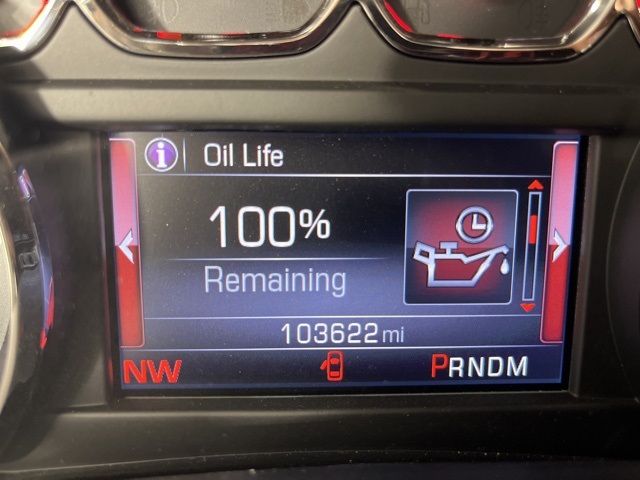 Oil Life
100%
Remaining
103622 mi
NW
PRNDM